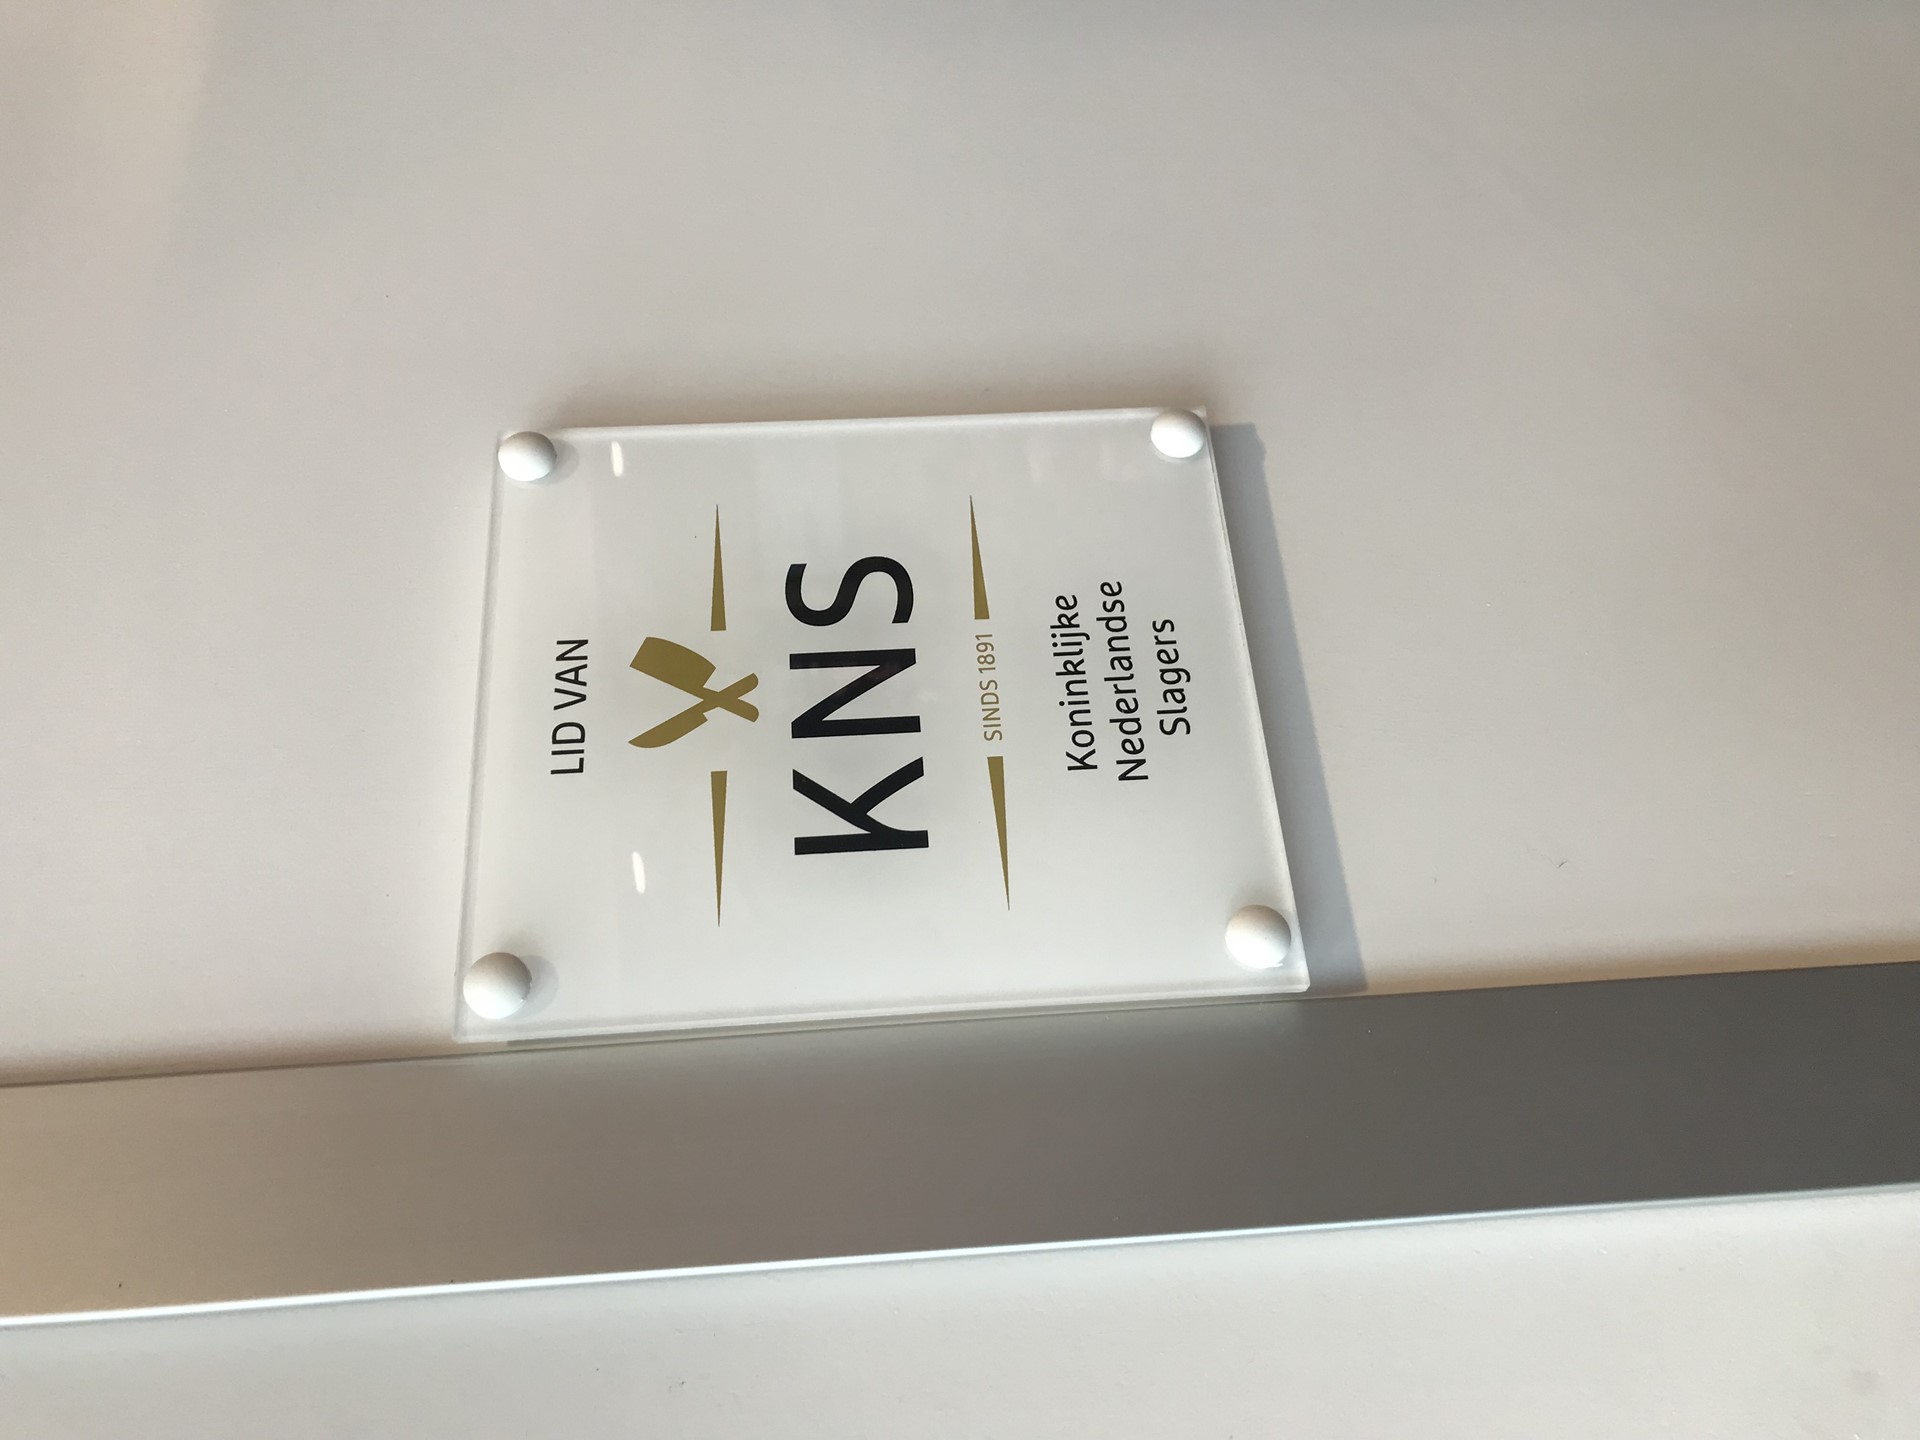 LID VAN
KNS
SINDS 1891
Koninklijke
Nederlandse
Slagers